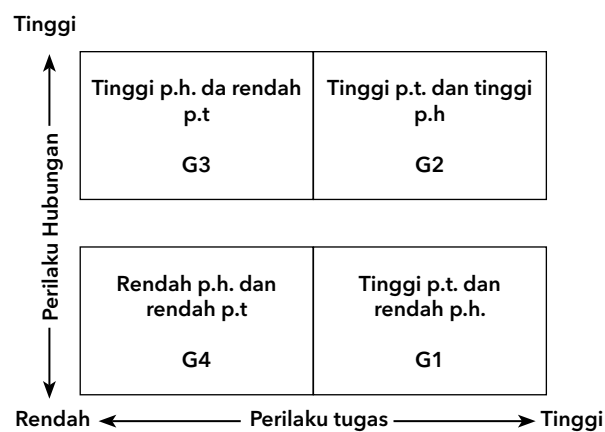 Tinggi
Tinggi p.h. da rendah
p.t
G3
Tinggi p.t. dan tinggi
p.h
G2
Perilaku Hubungan
Rendah p.h. dan
rendah p.t
G4
Tinggi p.t. dan
rendah p.h.
G1
Rendah
Perilaku tugas
Tinggi